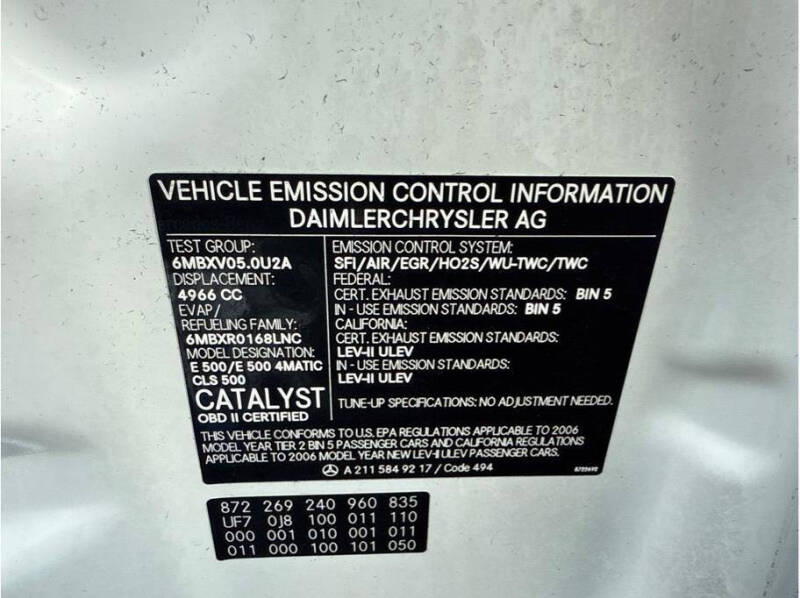 VEHICLE EMISSION CONTROL INFORMATION
DAIMLERCHRYSLER AG
TEST GROUP:
6MBXV05.0U2A
DISPLACEMENT:
4966 CC
EVAP/
REFUELING FAMILY:
6MBXR0168LNC
MODEL DESIGNATION:
E 500/E 500 4MATIC
CLS 500
CATALYST
OBD II CERTIFIED
EMISSION CONTROL SYSTEM:
SFI/AIR/EGR/HO2S/WU-TWC/TWC
FEDERAL:
CERT. EXHAUST EMISSION STANDARDS: BIN 5
IN - USE EMISSION STANDARDS: BIN 5
CALIFORNIA:
CERT. EXHAUST EMISSION STANDARDS:
LEV-II ULEV
IN - USE EMISSION STANDARDS:
LEV-II ULEV
TUNE-UP SPECIFICATIONS: NO ADJUSTMENT NEEDED.
THIS VEHICLE CONFORMS TO U.S. EPA REGULATIONS APPLICABLE TO 2006
MODEL YEAR TIER 2 BIN 5 PASSENGER CARS AND CALIFORNIA REGULATIONS
APPLICABLE TO 2006 MODEL YEAR NEW LEV-II ULEV PASSENGER CARS.
A 211 584 92 17 / Code 494
872 269 240 960 835
UF7 0J8 100 011 110
000 001 010 001 011
011 000 100 101 050